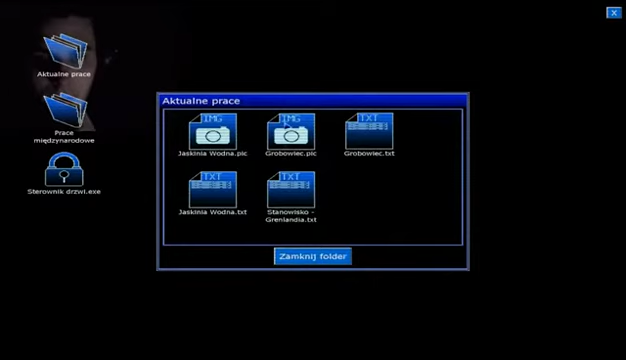 X
Aktualne prace
Prace
międzynarodowe
Sterownik drzwi.exe
Aktualne prace
IMG
IMG
TXT
Jaskinia Wodna.pic
Grobowiec.pic
Grobowiec.txt
TXT
TXT
Jaskinia Wodna.txt
Stanowisko -
Grenlandia.txt
Zamknij folder